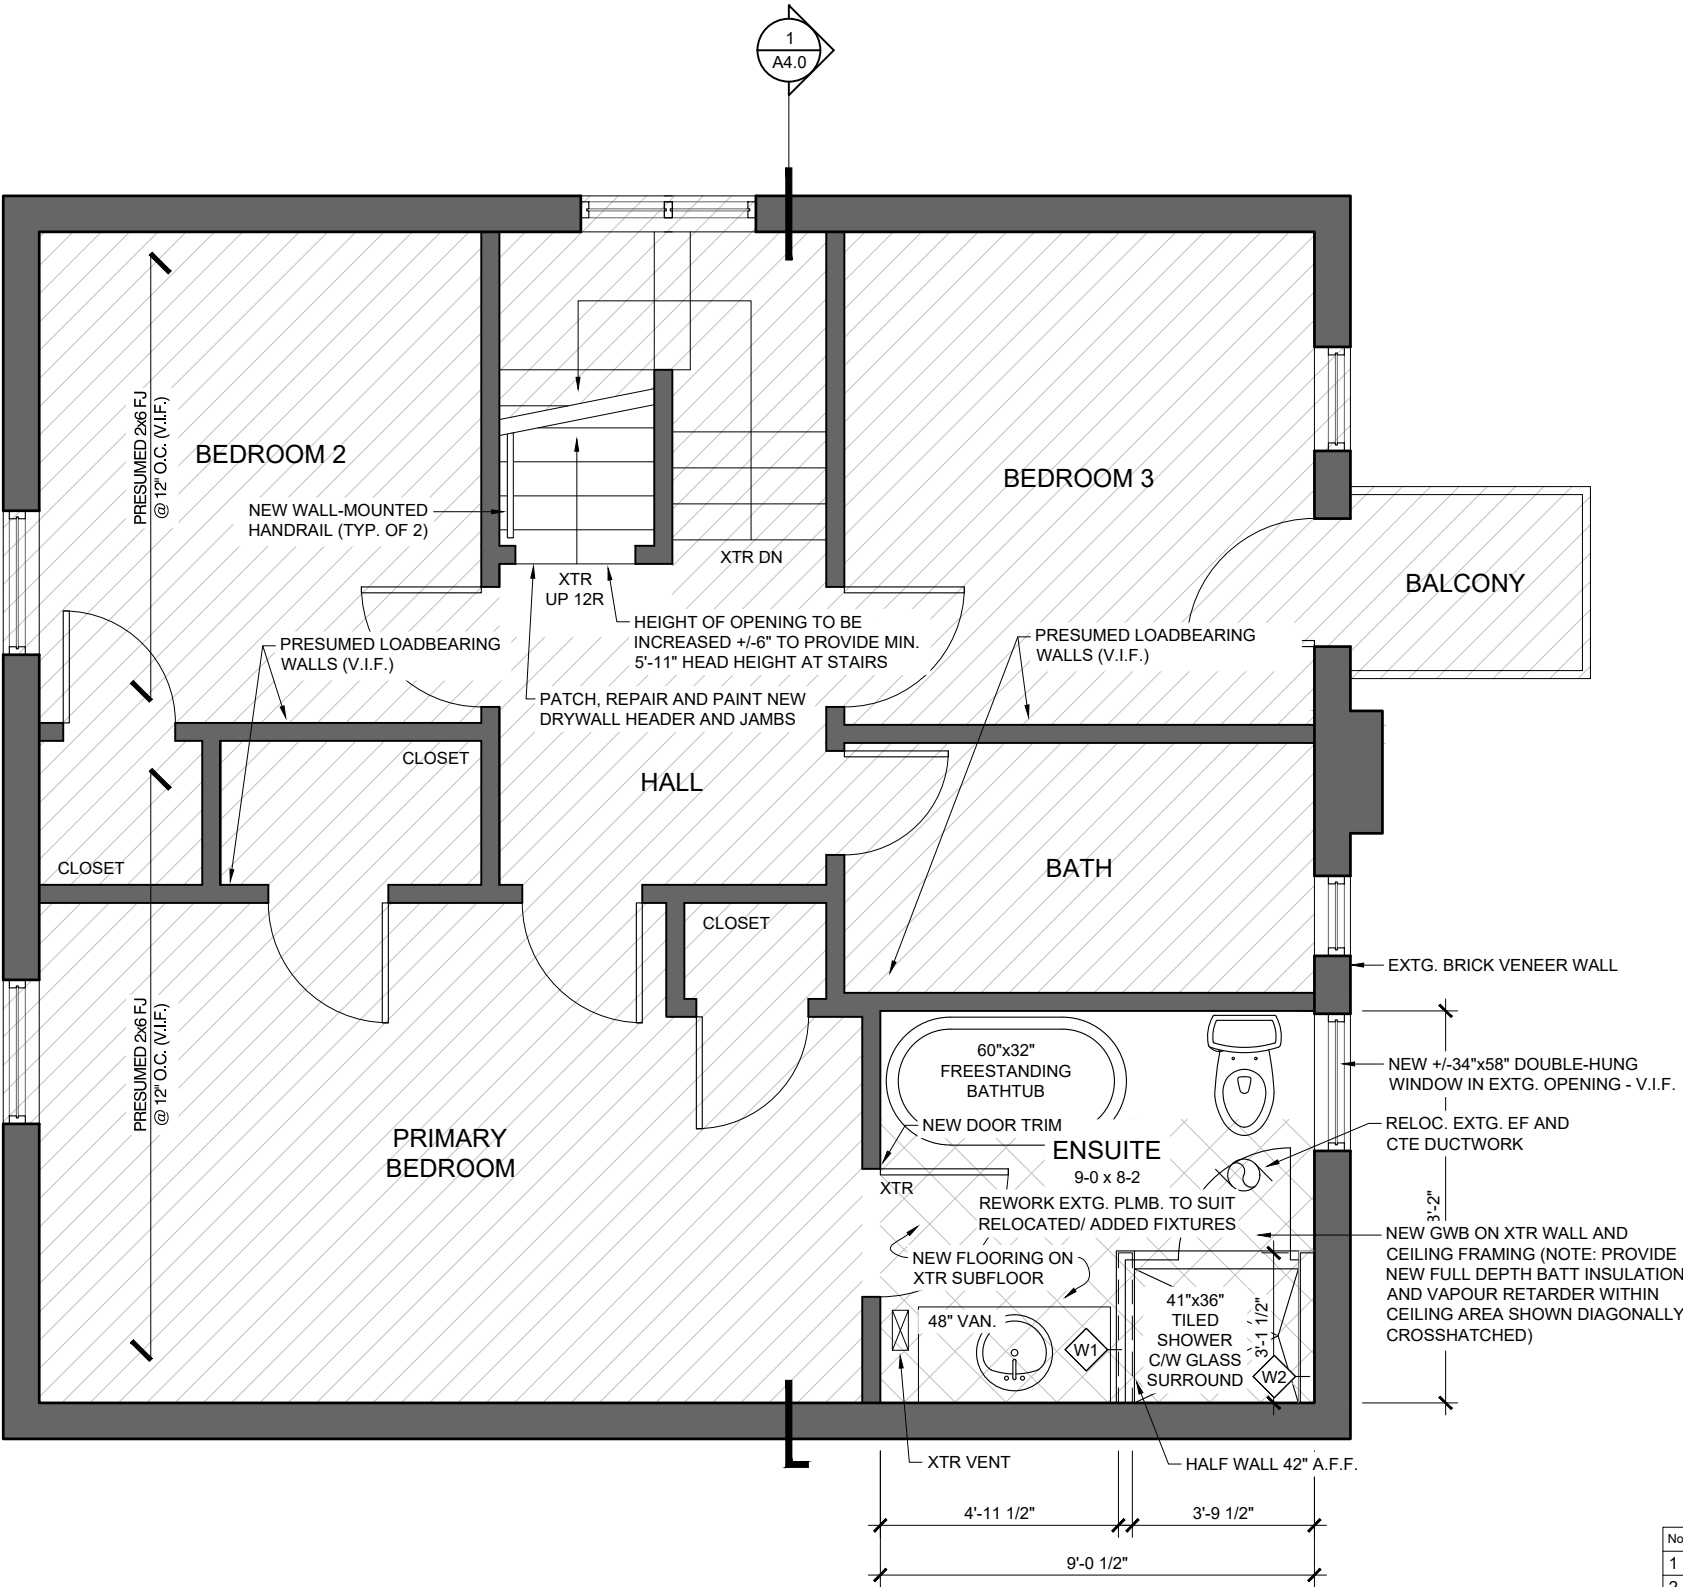 1
A4.0
PRESUMED 2x6 FJ
@ 12" O.C. (V.I.F.)
BEDROOM 2
NEW WALL-MOUNTED
HANDRAIL (TYP. OF 2)
BEDROOM 3
XTR DN
XTR
UP 12R
BALCONY
HEIGHT OF OPENING TO BE
INCREASED +/-6" TO PROVIDE MIN.
5'-11" HEAD HEIGHT AT STAIRS
PRESUMED LOADBEARING
WALLS (V.I.F.)
PRESUMED LOADBEARING
WALLS (V.I.F.)
PATCH, REPAIR AND PAINT NEW
DRYWALL HEADER AND JAMBS
CLOSET
HALL
CLOSET
BATH
CLOSET
EXTG. BRICK VENEER WALL
PRESUMED 2x6 FJ
@ 12" O.C. (V.I.F.)
60"x32"
FREESTANDING
BATHTUB
NEW +/-34"x58" DOUBLE-HUNG
WINDOW IN EXTG. OPENING - V.I.F.
NEW DOOR TRIM
RELOC. EXTG. EF AND
CTE DUCTWORK
PRIMARY
BEDROOM
ENSUITE
9-0 x 8-2
XTR
REWORK EXTG. PLMB. TO SUIT
RELOCATED/ ADDED FIXTURES
NEW GWB ON XTR WALL AND
CEILING FRAMING (NOTE: PROVIDE
NEW FULL DEPTH BATT INSULATION
AND VAPOUR RETARDER WITHIN
CEILING AREA SHOWN DIAGONALLY
CROSSHATCHED)
NEW FLOORING ON
XTR SUBFLOOR
48" VAN.
W1
41"x36"
TILED
SHOWER
C/W GLASS
SURROUND
3'-1 1/2"
W2
XTR VENT
HALF WALL 42" A.F.F.
4'-11 1/2"
3'-9 1/2"
9'-0 1/2"
No
1